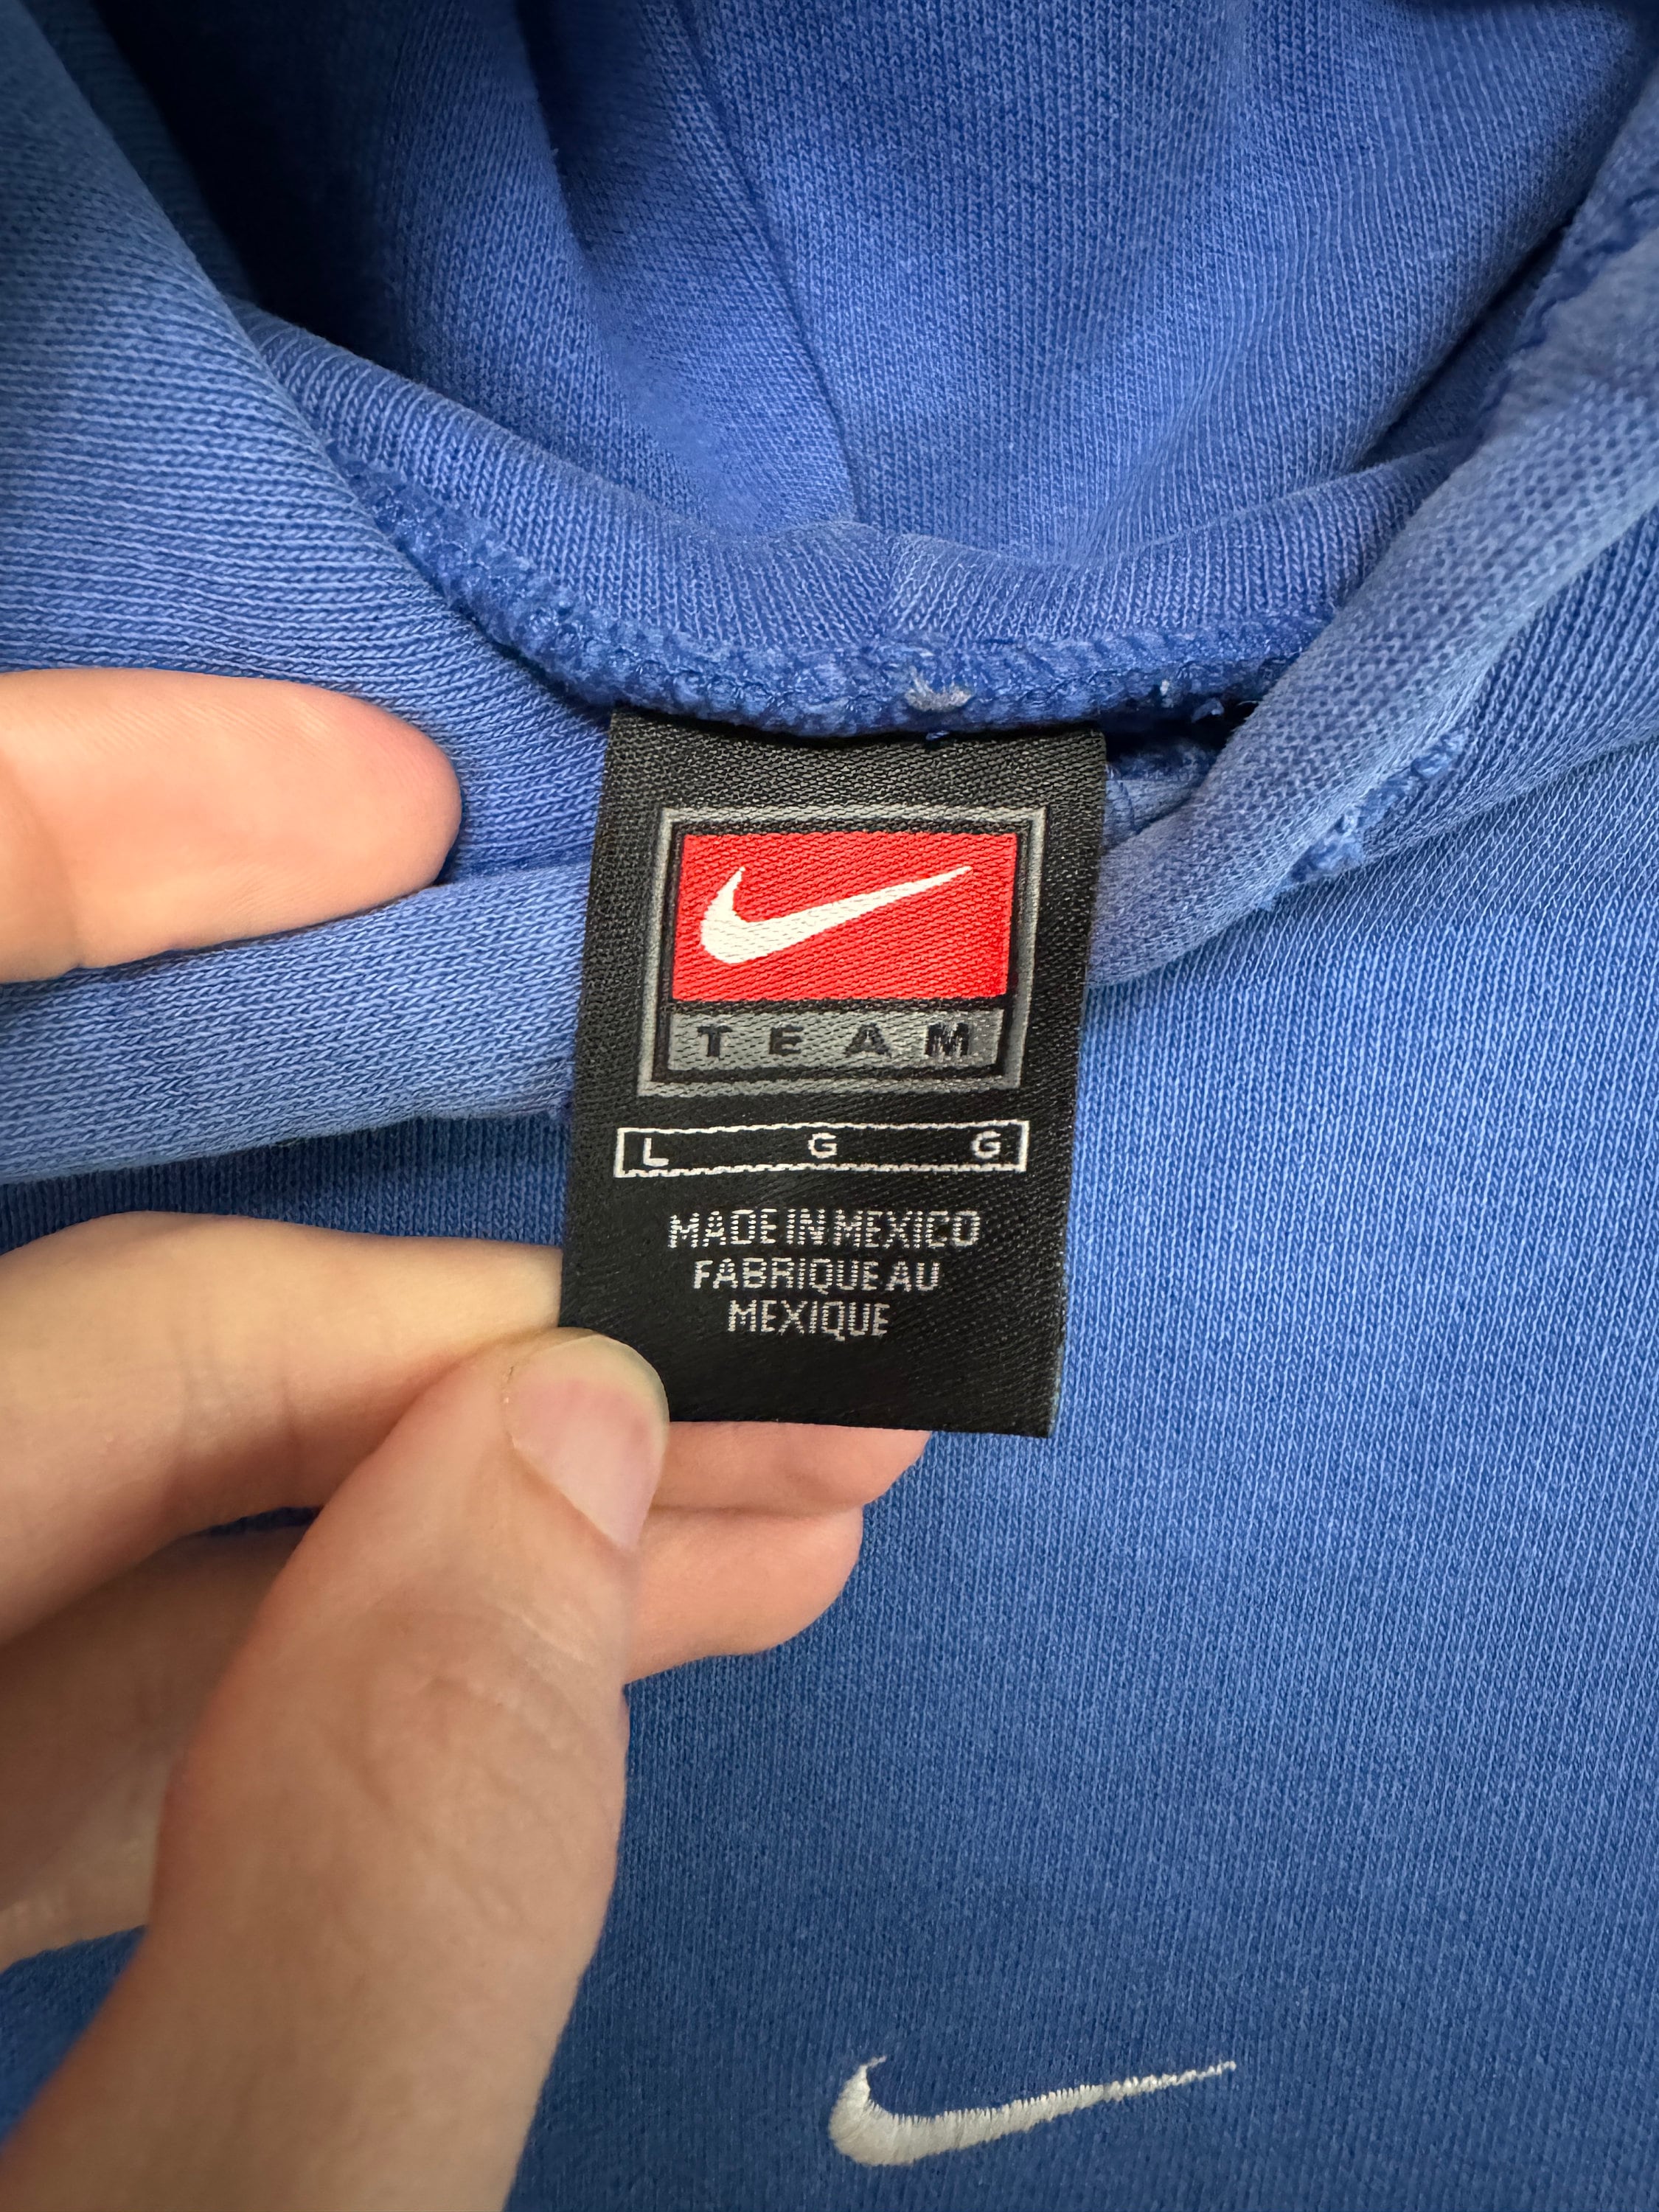 TEAM
L G G
MADE IN MEXICO
FABRIQUE AU
MEXIQUE